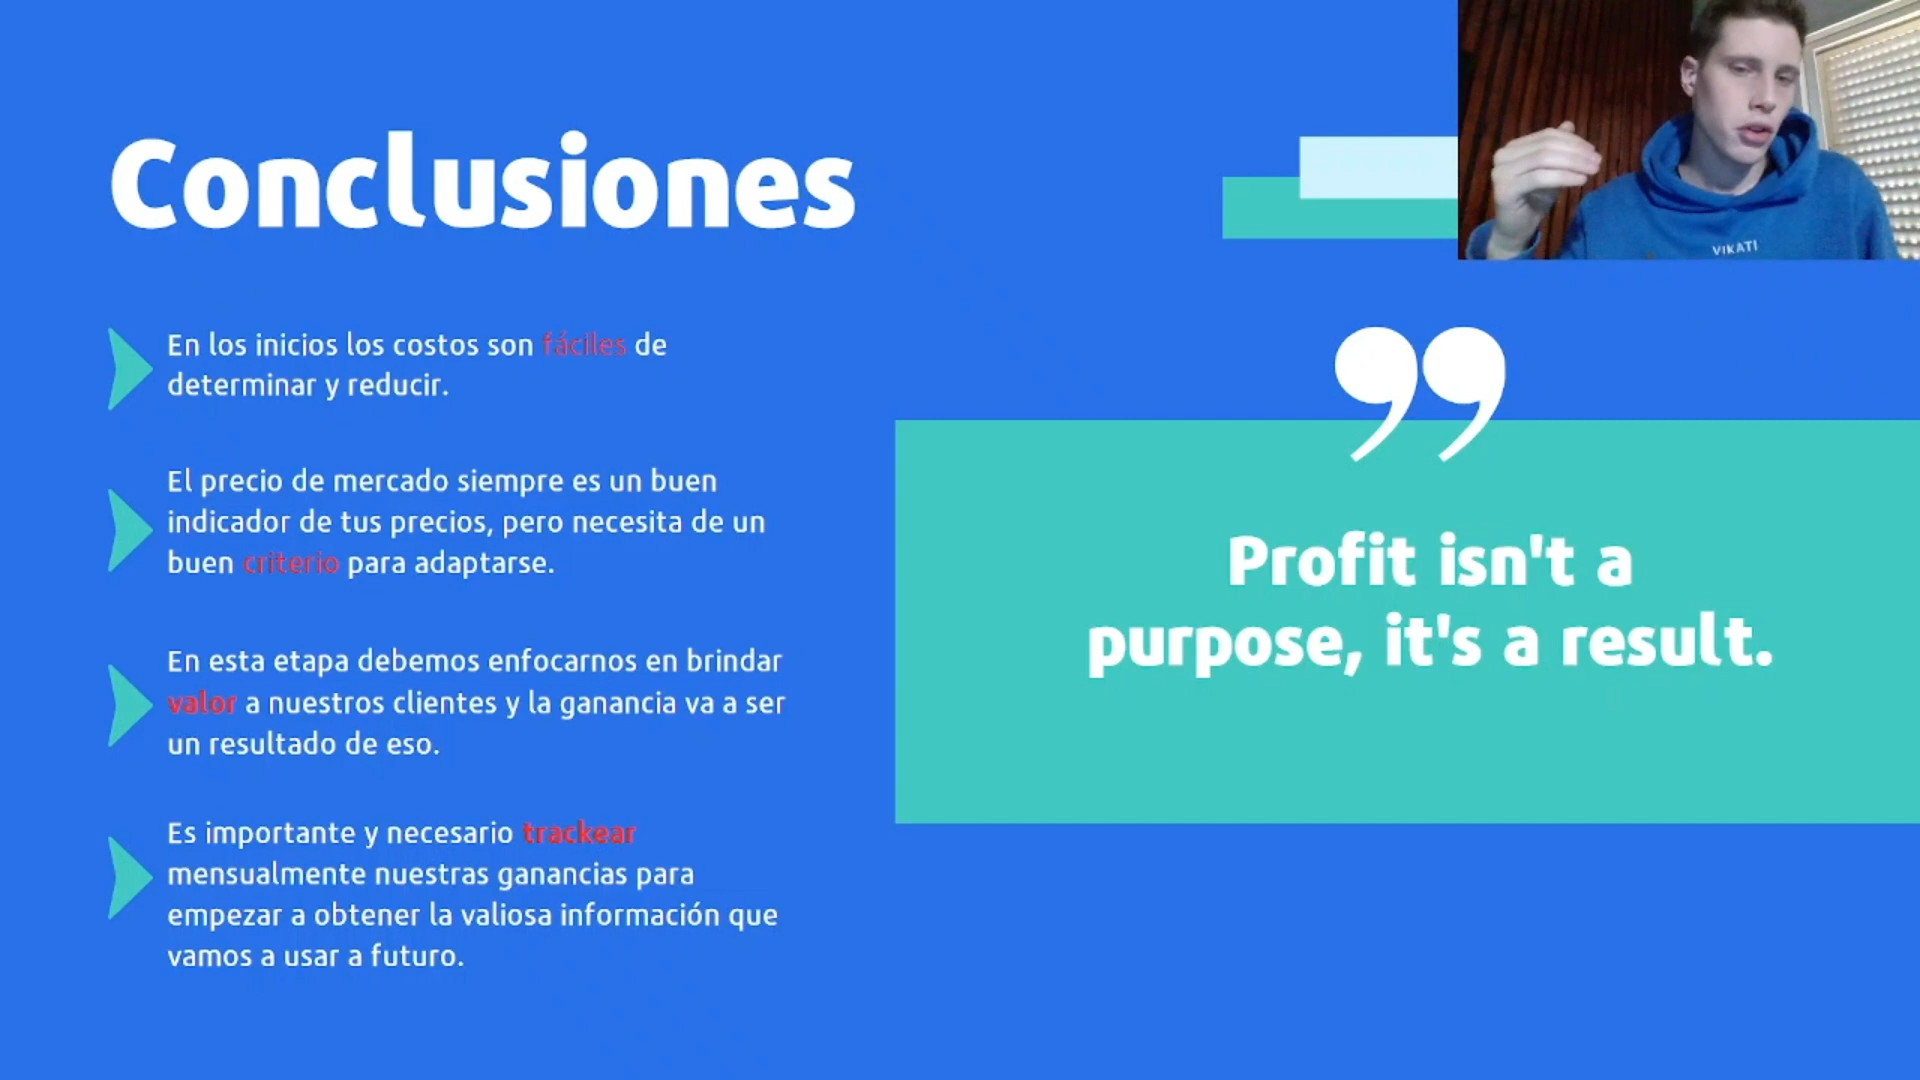 Conclusiones
En los inicios los costos son fáciles de
determinar y reducir.
El precio de mercado siempre es un buen
indicador de tus precios, pero necesita de un
buen criterio para adaptarse.
En esta etapa debemos enfocarnos en brindar
valor a nuestros clientes y la ganancia va a ser
un resultado de eso.
Es importante y necesario trackear
mensualmente nuestras ganancias para
empezar a obtener la valiosa información que
vamos a usar a futuro.
VIKATI
”
Profit isn't a
purpose, it's a result.